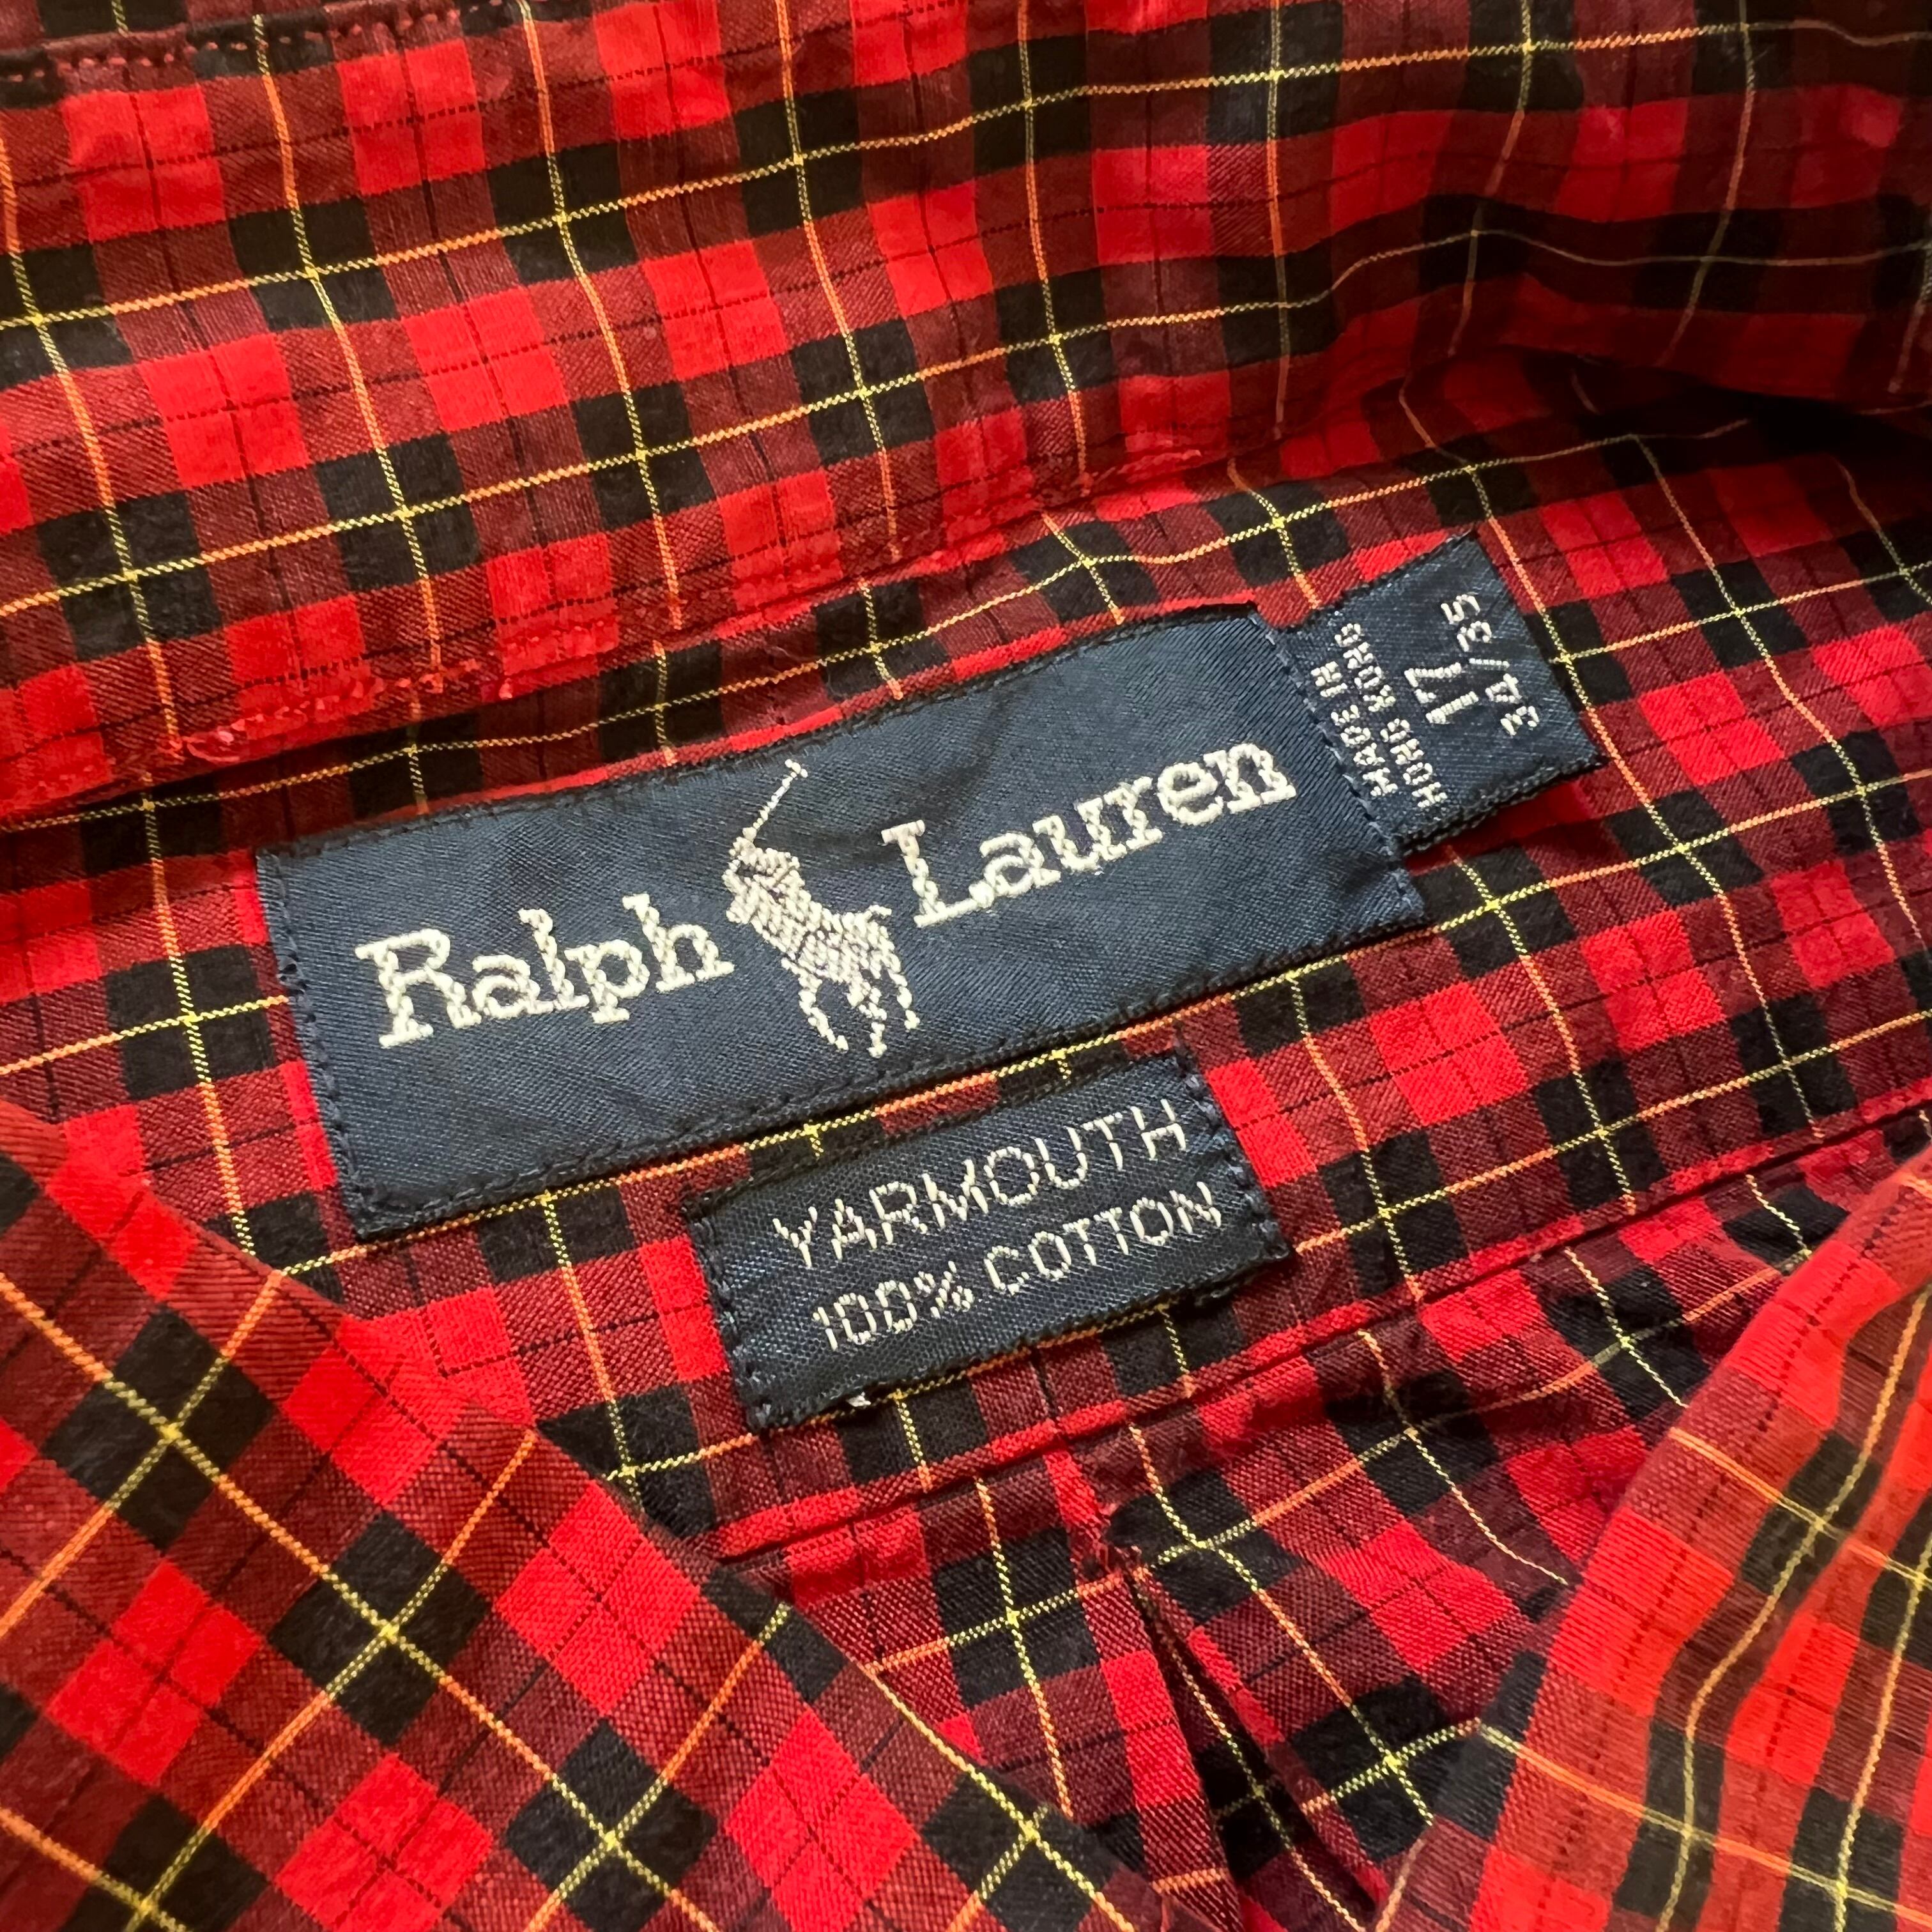 Ralph Lauren
MADE IN
HONG KONG
17
34/35
YARMOUTH
100% COTTON